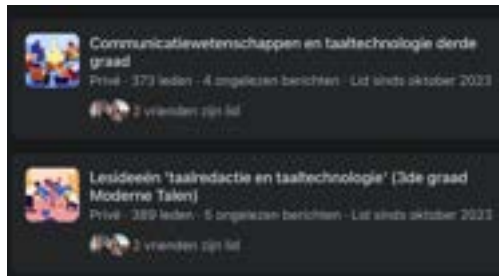 Communicatiewetenschappen en taaltechnologie derde
graad
Privé · 373 leden · 4 ongelezen berichten · Lid sinds oktober 2023
2 vrienden zijn lid
Lesideeën 'taalredactie en taaltechnologie' (3de graad
Moderne Talen)
Privé · 389 leden · 5 ongelezen berichten · Lid sinds oktober 2023
2 vrienden zijn lid